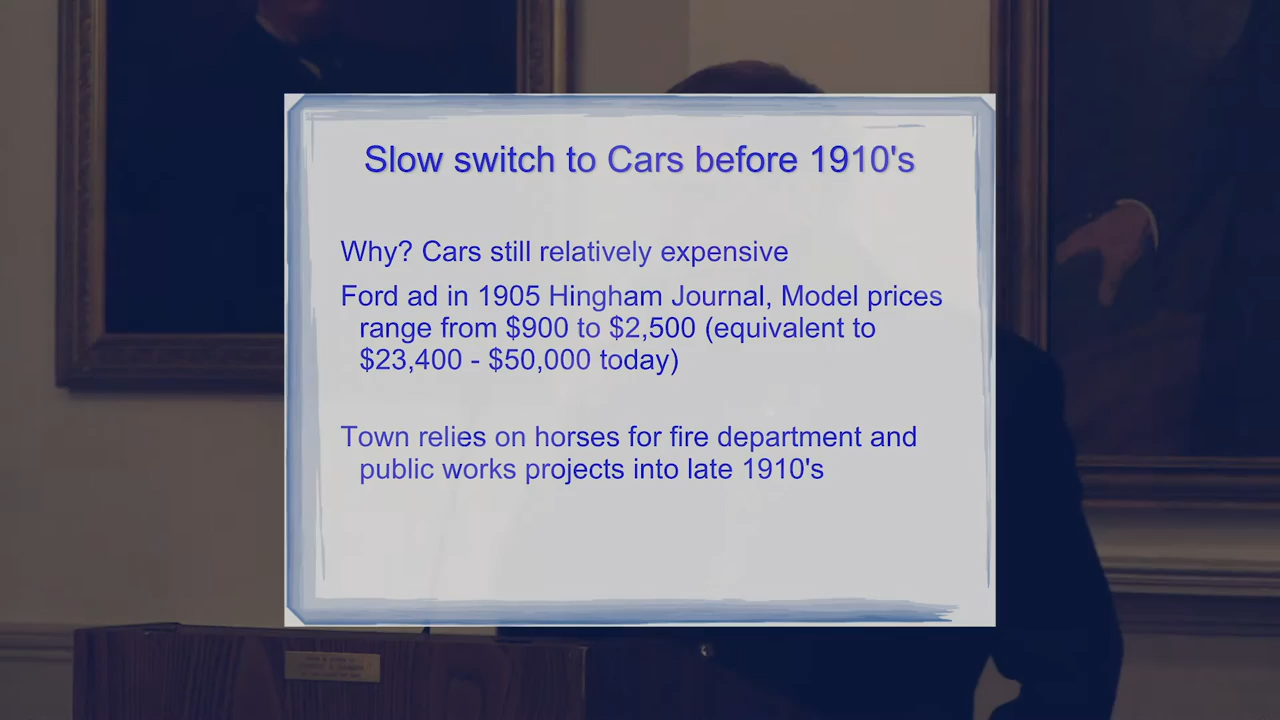 Slow switch to Cars before 1910's
Why? Cars still relatively expensive
Ford ad in 1905 Hingham Journal, Model prices
range from $900 to $2,500 (equivalent to
$23,400 - $50,000 today)
Town relies on horses for fire department and
public works projects into late 1910's